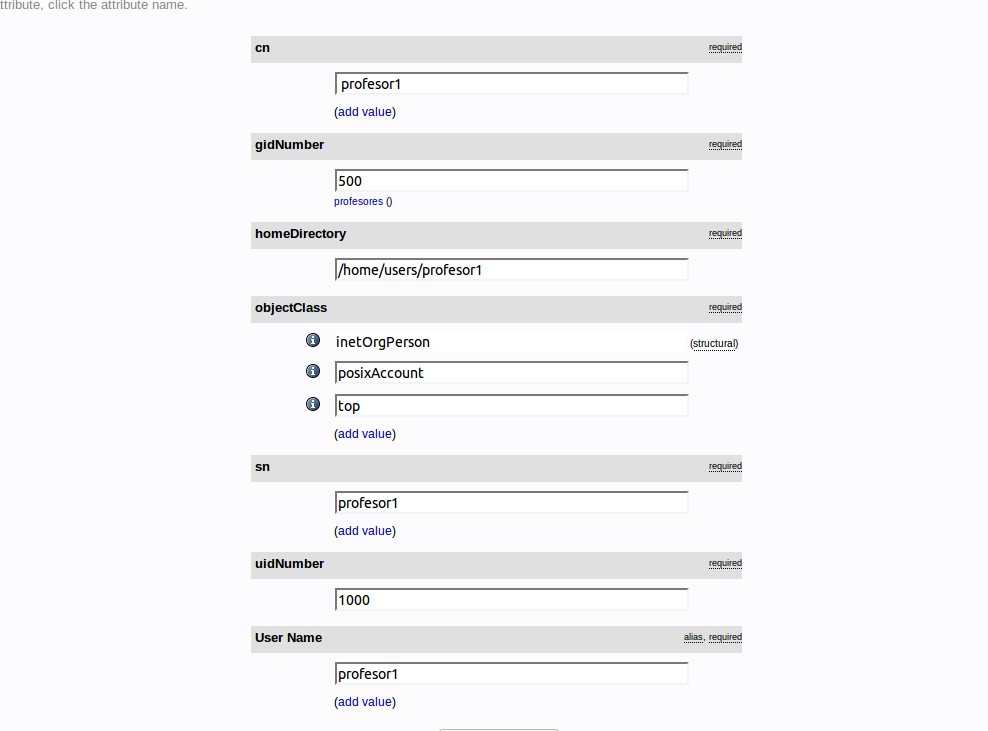 ttribute, click the attribute name.
cn required
profesor1
(add value)
gidNumber required
500
profesores ()
homeDirectory required
/home/users/profesor1
objectClass required
inetOrgPerson (structural)
posixAccount
top
(add value)
sn required
profesor1
(add value)
uidNumber required
1000
User Name alias, required
profesor1
(add value)